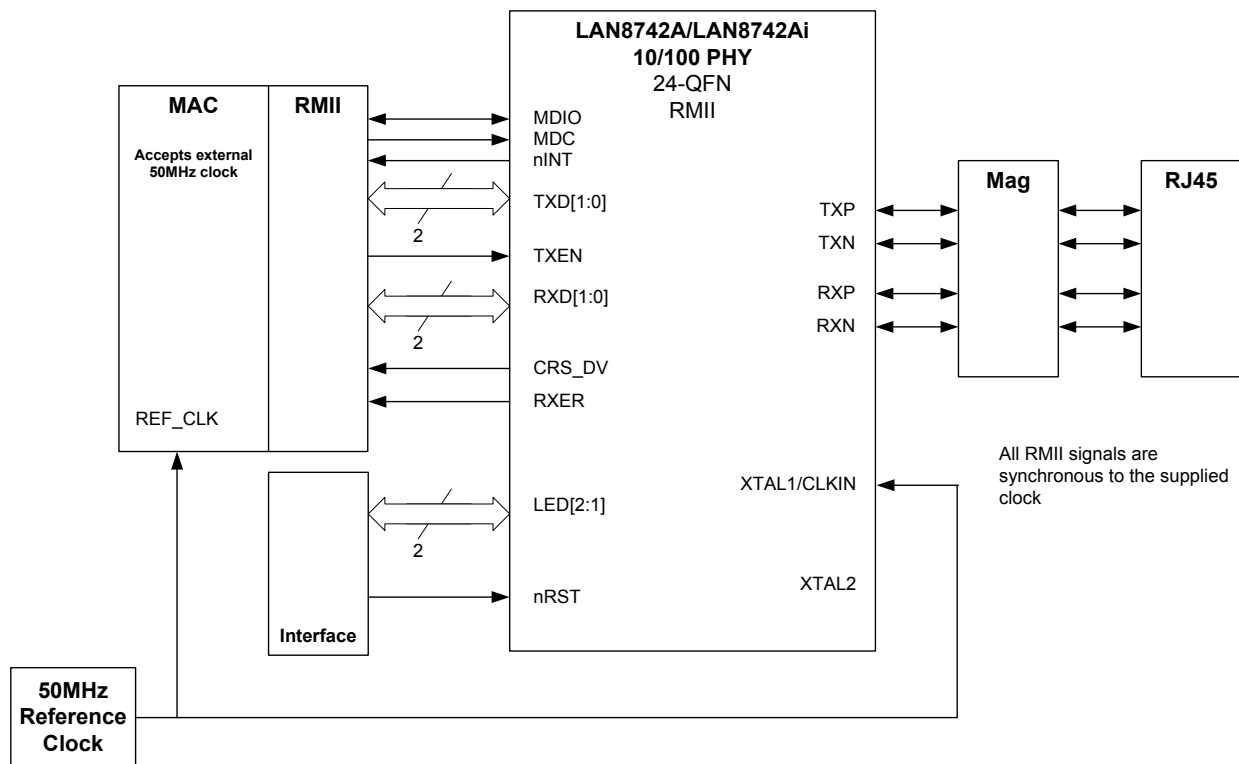 LAN8742A/LAN8742Ai
10/100 PHY
24-QFN
RMII
MAC
RMII
Accepts external
50MHz clock
REF_CLK
MDIO
MDC
nINT
TXD[1:0]
2
TXEN
RXD[1:0]
2
CRS_DV
RXER
LED[2:1]
2
nRST
Interface
TXP
TXN
RXP
RXN
XTAL1/CLKIN
XTAL2
Mag
RJ45
All RMII signals are
synchronous to the supplied
clock
50MHz
Reference
Clock